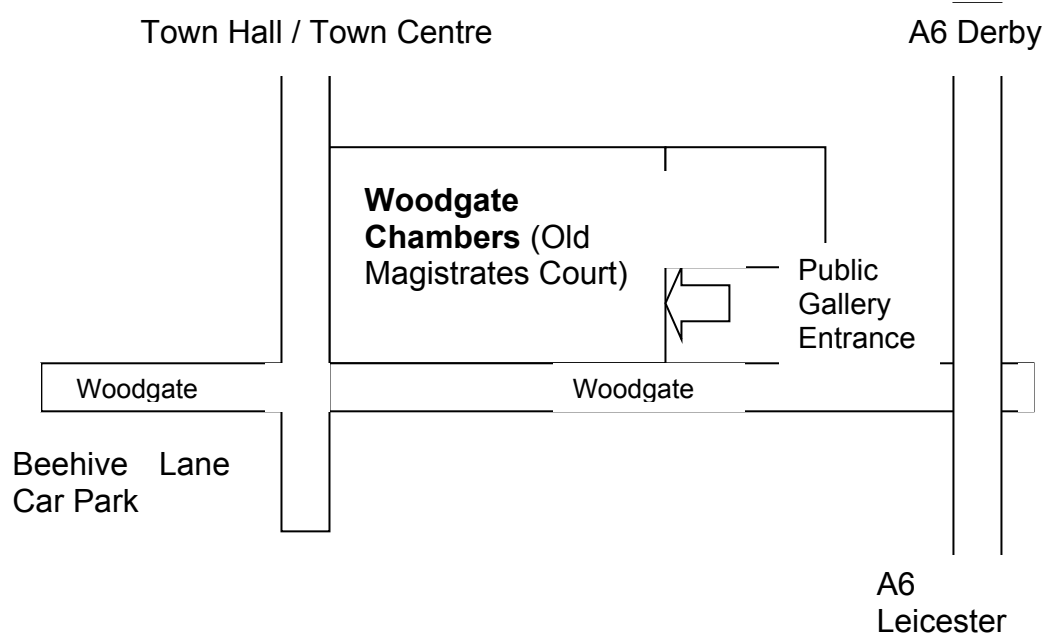 Town Hall / Town Centre
A6 Derby
Woodgate
Chambers (Old
Magistrates Court)
Public
Gallery
Entrance
Woodgate
Woodgate
Beehive Lane
Car Park
A6
Leicester